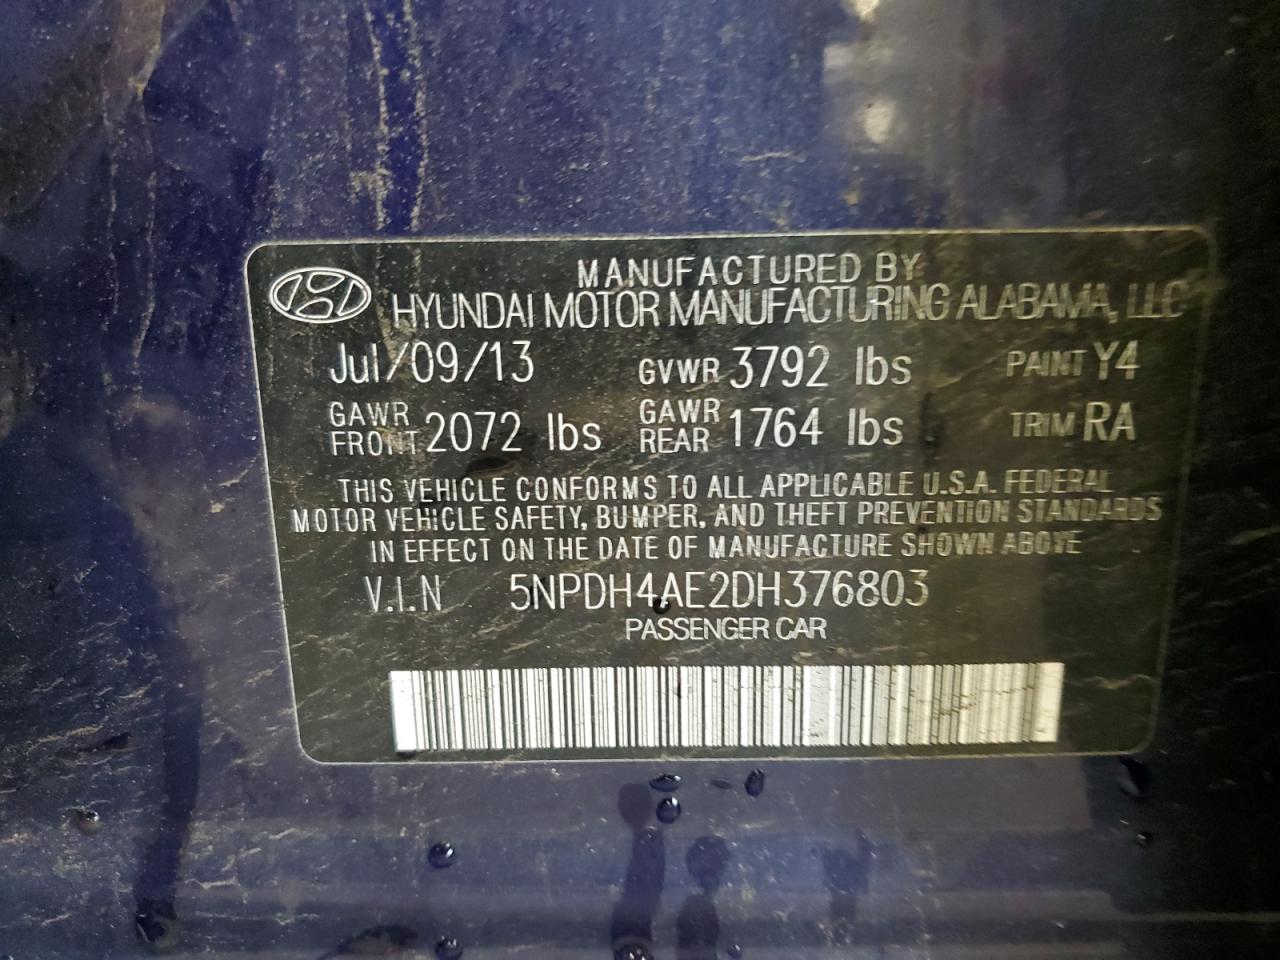 MANUFACTURED BY
HYUNDAI MOTOR MANUFACTURING ALABAMA, LLC
Jul/09/13 GVWR 3792 lbs PAINT Y4
GAWR FRONT 2072 lbs GAWR REAR 1764 lbs TRIM RA
THIS VEHICLE CONFORMS TO ALL APPLICABLE U.S.A. FEDERAL
MOTOR VEHICLE SAFETY, BUMPER, AND THEFT PREVENTION STANDARDS
IN EFFECT ON THE DATE OF MANUFACTURE SHOWN ABOVE
V.I.N 5NPDH4AE2DH376803
PASSENGER CAR